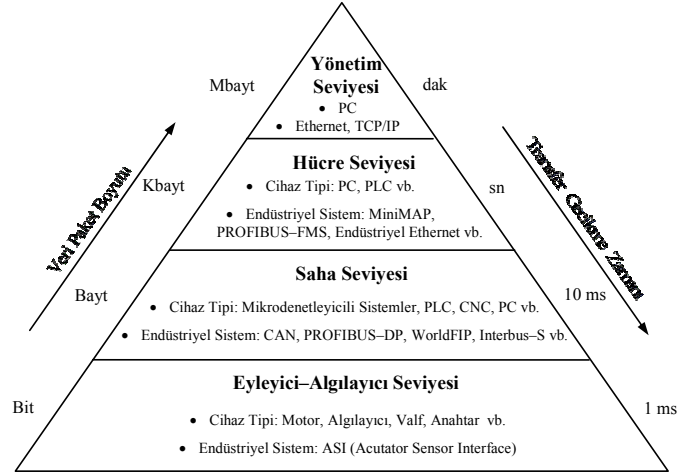 Yönetim
Seviyesi
• PC
• Ethernet, TCP/IP
Mbayt
dak
Hücre Seviyesi
• Cihaz Tipi: PC, PLC vb.
• Endüstriyel Sistem: MiniMAP,
PROFIBUS–FMS, Endüstriyel Ethernet vb.
Kbayt
sn
Saha Seviyesi
• Cihaz Tipi: Mikrodenetleyicili Sistemler, PLC, CNC, PC vb.
• Endüstriyel Sistem: CAN, PROFIBUS–DP, WorldFIP, Interbus–S vb.
Bayt
10 ms
Eyleyici–Algılayıcı Seviyesi
• Cihaz Tipi: Motor, Algılayıcı, Valf, Anahtar vb.
• Endüstriyel Sistem: ASI (Acutator Sensor Interface)
Bit
1 ms
Veri Paket Boyutu
Transfer Gecikme Zamanı